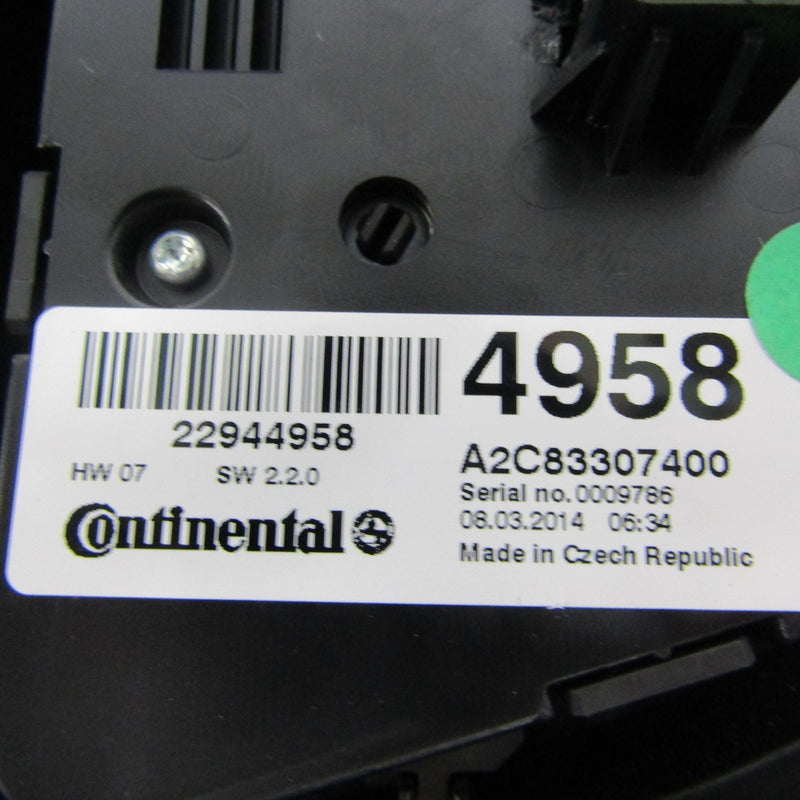 4958
22944958
A2C83307400
HW 07 SW 2.2.0
Serial no. 0009786
08.03.2014 06:34
Continental
Made in Czech Republic